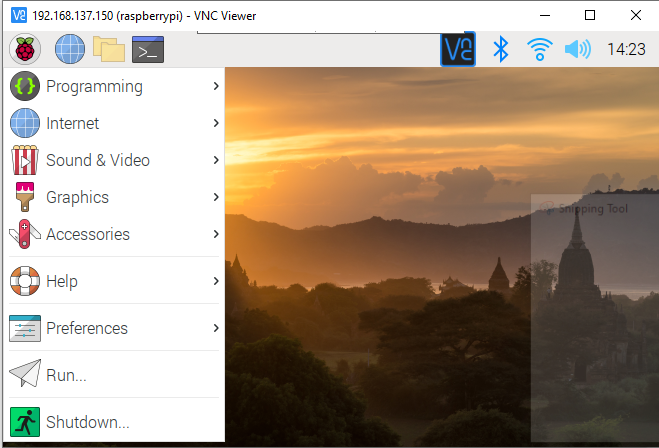 192.168.137.150 (raspberrypi) - VNC Viewer
14:23
Programming
Internet
Sound & Video
Graphics
Accessories
Help
Preferences
Run...
Shutdown...
Snipping Tool